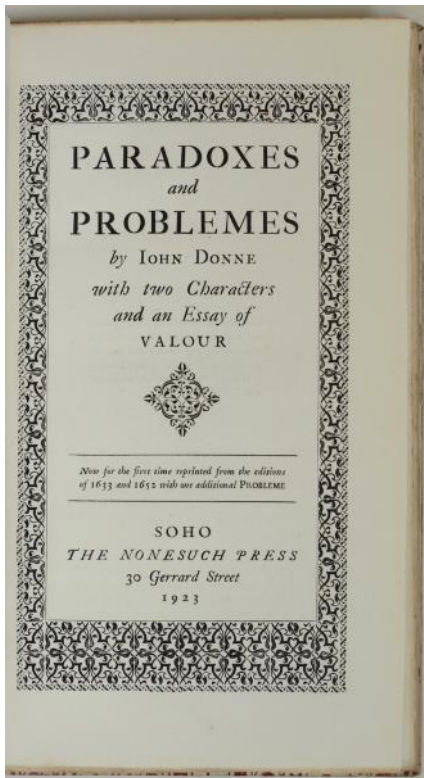 PARADOXES
and
PROBLEMES
by IOHN DONNE
with two Characters
and an Essay of
VALOUR
Now for the first time reprinted from the editions
of 1633 and 1652 with one additional PROBLEME
SOHO
THE NONESUCH PRESS
30 Gerrard Street
1923